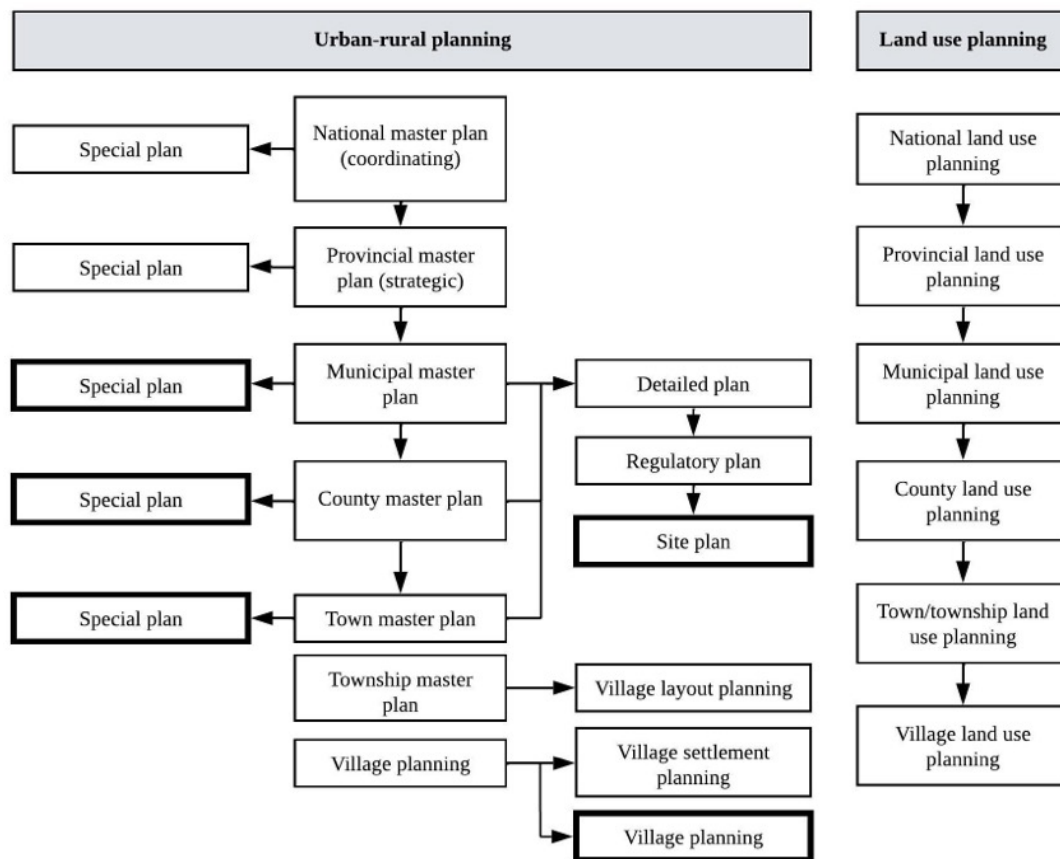 Urban-rural planning
Land use planning
Special plan
National master plan
(coordinating)
National land use
planning
Special plan
Provincial master
plan (strategic)
Provincial land use
planning
Special plan
Municipal master
plan
Detailed plan
Municipal land use
planning
Regulatory plan
Special plan
County master plan
County land use
planning
Site plan
Special plan
Town master plan
Town/township land
use planning
Township master
plan
Village layout planning
Village planning
Village settlement
planning
Village land use
planning
Village planning